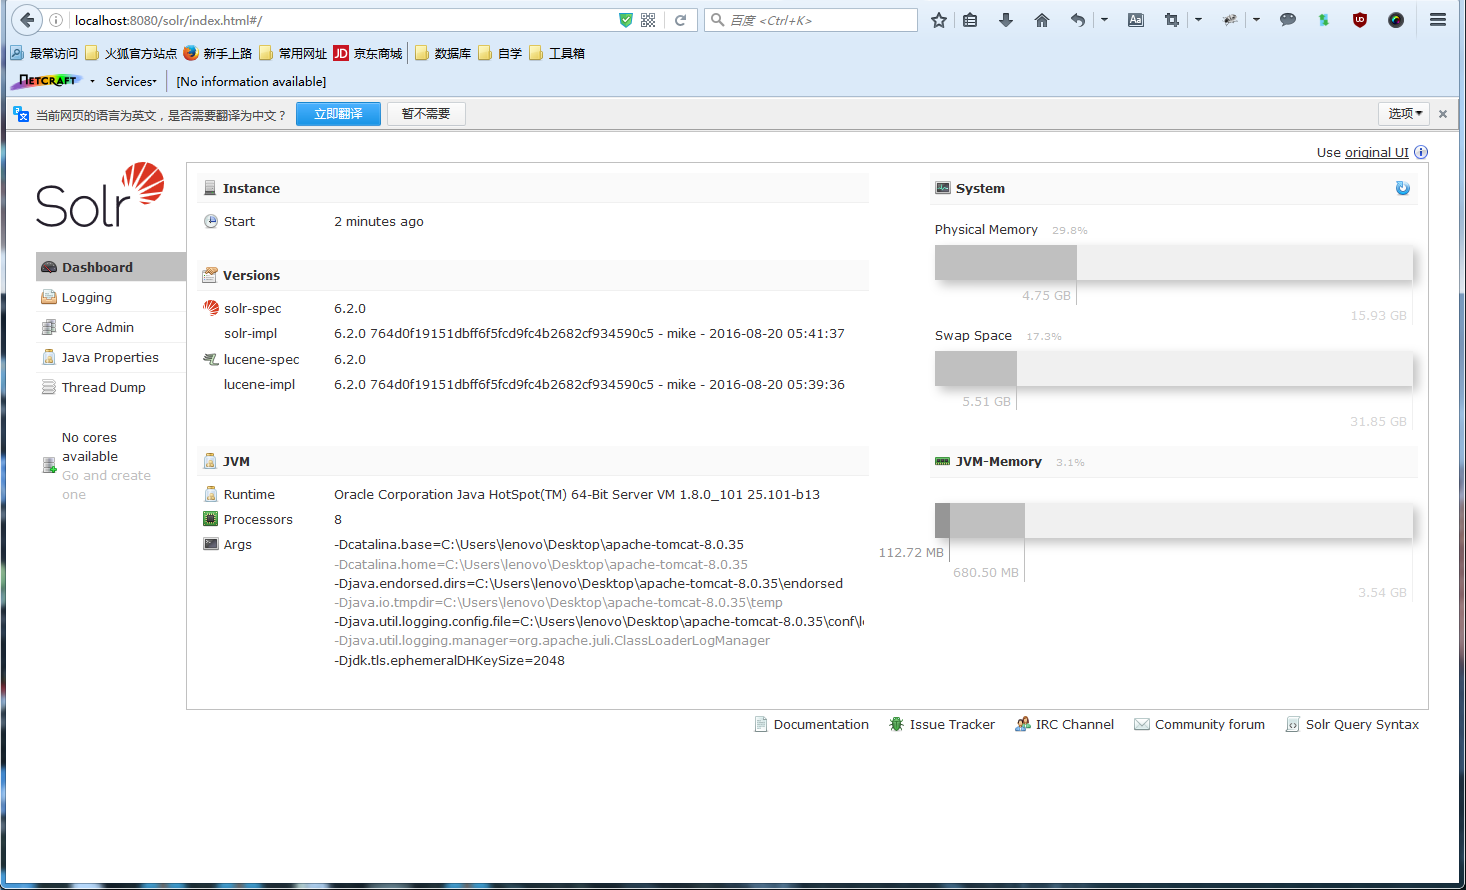 localhost:8080/solr/index.html#/
百度 <Ctrl+K>
最常访问 火狐官方站点 新手上路 常用网址 JD 京东商城 数据库 自学 工具箱
NETCRAFT Services [No information available]
当前网页的语言为英文，是否需要翻译为中文？ 立即翻译 暂不需要 选项
Use original UI
Solr
Dashboard
Logging
Core Admin
Java Properties
Thread Dump
No cores
available
Go and create
one
Instance
Start 2 minutes ago
Versions
solr-spec 6.2.0
solr-impl 6.2.0 764d0f19151dbff6f5fcd9fc4b2682cf934590c5 - mike - 2016-08-20 05:41:37
lucene-spec 6.2.0
lucene-impl 6.2.0 764d0f19151dbff6f5fcd9fc4b2682cf934590c5 - mike - 2016-08-20 05:39:36
JVM
Runtime Oracle Corporation Java HotSpot(TM) 64-Bit Server VM 1.8.0_101 25.101-b13
Processors 8
Args -Dcatalina.base=C:\Users\lenovo\Desktop\apache-tomcat-8.0.35
-Dcatalina.home=C:\Users\lenovo\Desktop\apache-tomcat-8.0.35
-Djava.endorsed.dirs=C:\Users\lenovo\Desktop\apache-tomcat-8.0.35\endorsed
-Djava.io.tmpdir=C:\Users\lenovo\Desktop\apache-tomcat-8.0.35\temp
-Djava.util.logging.config.file=C:\Users\lenovo\Desktop\apache-tomcat-8.0.35\conf\l
-Djava.util.logging.manager=org.apache.juli.ClassLoaderLogManager
-Djdk.tls.ephemeralDHKeySize=2048
System
Physical Memory 29.8%
4.75 GB
15.93 GB
Swap Space 17.3%
5.51 GB
31.85 GB
JVM-Memory 3.1%
112.72 MB
680.50 MB
3.54 GB
Documentation Issue Tracker IRC Channel Community forum Solr Query Syntax